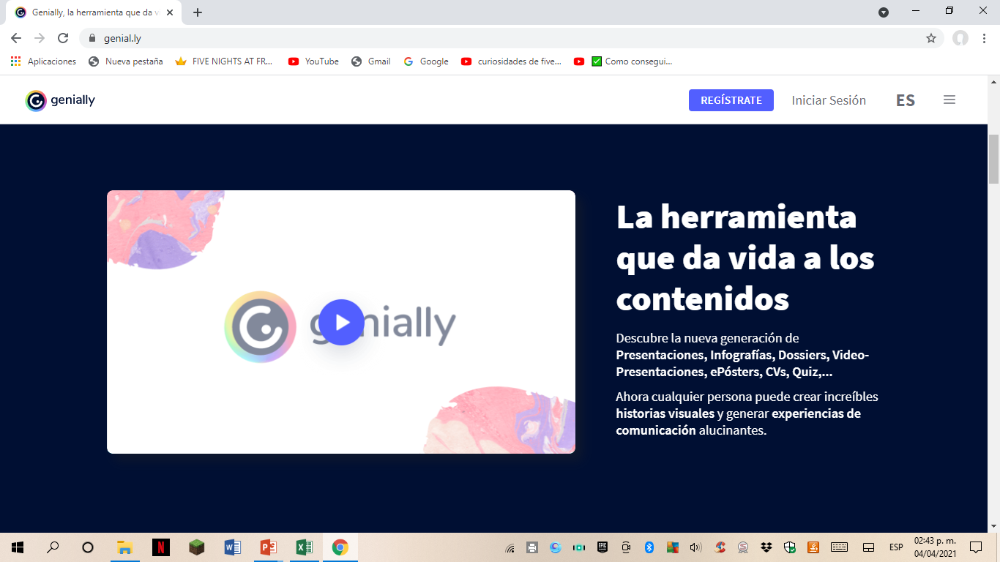 Genially, la herramienta que da v
genial.ly
Aplicaciones
Nueva pestaña
FIVE NIGHTS AT FR...
YouTube
Gmail
Google
curiosidades de five...
Como consegui...
genially
REGÍSTRATE
Iniciar Sesión
ES
genially
La herramienta
que da vida a los
contenidos
Descubre la nueva generación de
Presentaciones, Infografías, Dossiers, Video-
Presentaciones, ePósters, CVs, Quiz,...
Ahora cualquier persona puede crear increíbles
historias visuales y generar experiencias de
comunicación alucinantes.
ESP
02:43 p. m.
04/04/2021